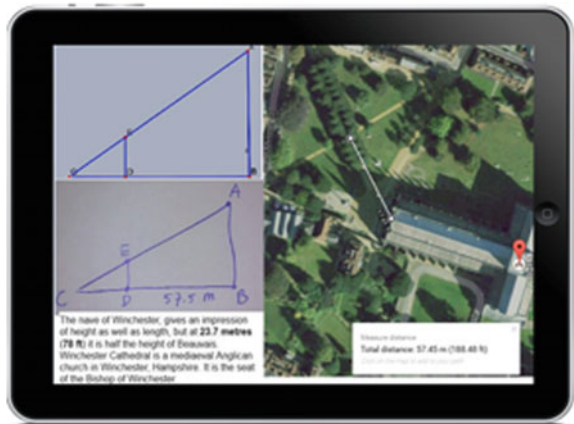 A
E
C
D
57.5 m
B
The nave of Winchester, gives an impression
of height as well as length, but at 23.7 metres
(78 ft) it is half the height of Beauvais.
Winchester Cathedral is a mediaeval Anglican
church in Winchester, Hampshire. It is the seat
of the Bishop of Winchester
Measure distance
Total distance: 57.45 m (188.48 ft)